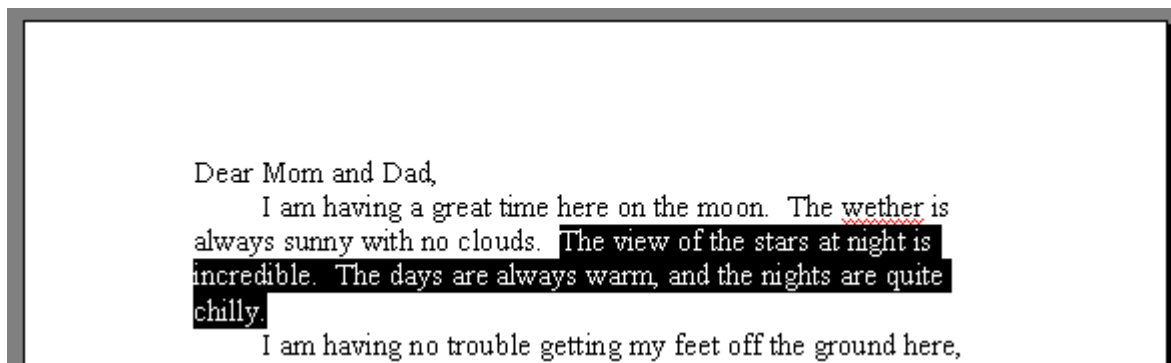 Dear Mom and Dad,
I am having a great time here on the moon.  The wether is
always sunny with no clouds.  The view of the stars at night is
incredible.  The days are always warm, and the nights are quite
chilly.
I am having no trouble getting my feet off the ground here,